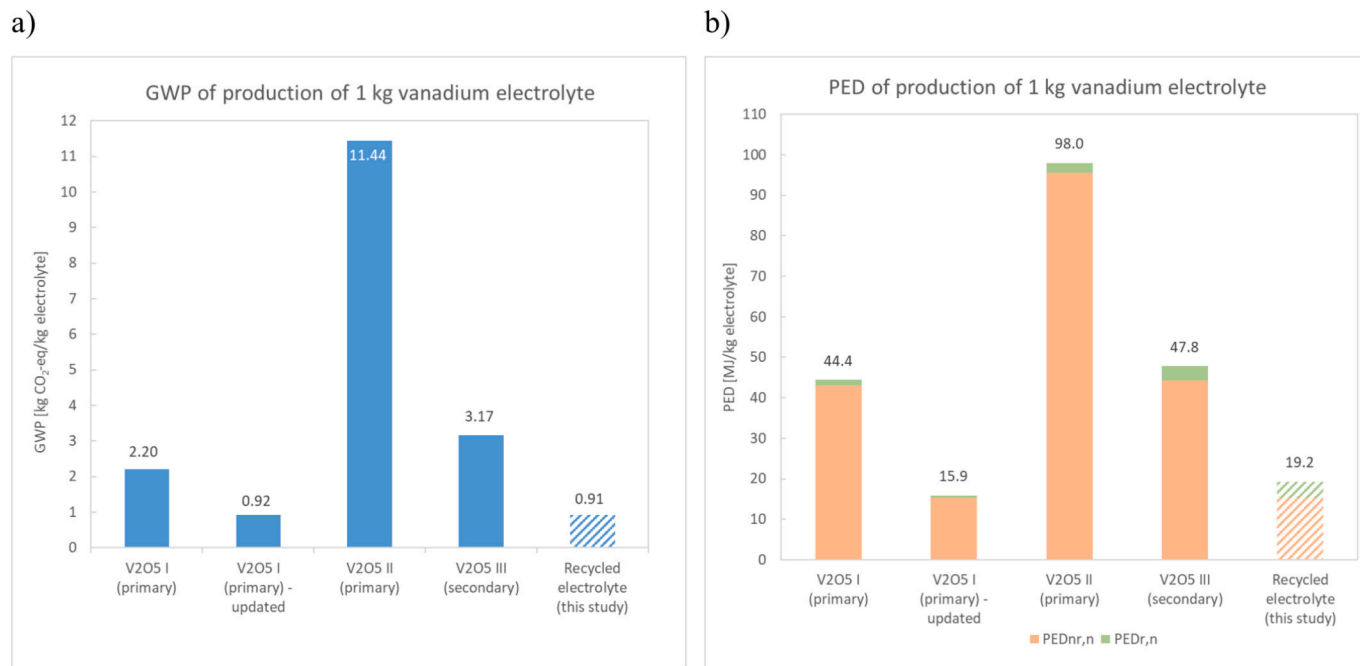 a)
GWP of production of 1 kg vanadium electrolyte
GWP [kg CO₂-eq/kg electrolyte]
12
11
10
9
8
7
6
5
4
3
2
1
0
2.20
0.92
11.44
3.17
0.91
V2O5 I
(primary)
V2O5 I
(primary) -
updated
V2O5 II
(primary)
V2O5 III
(secondary)
Recycled
electrolyte
(this study)
b)
PED of production of 1 kg vanadium electrolyte
PED [MJ/kg electrolyte]
110
100
90
80
70
60
50
40
30
20
10
0
44.4
15.9
98.0
47.8
19.2
V2O5 I
(primary)
V2O5 I
(primary) -
updated
V2O5 II
(primary)
V2O5 III
(secondary)
Recycled
electrolyte
(this study)
PEDnr,n PEDr,n